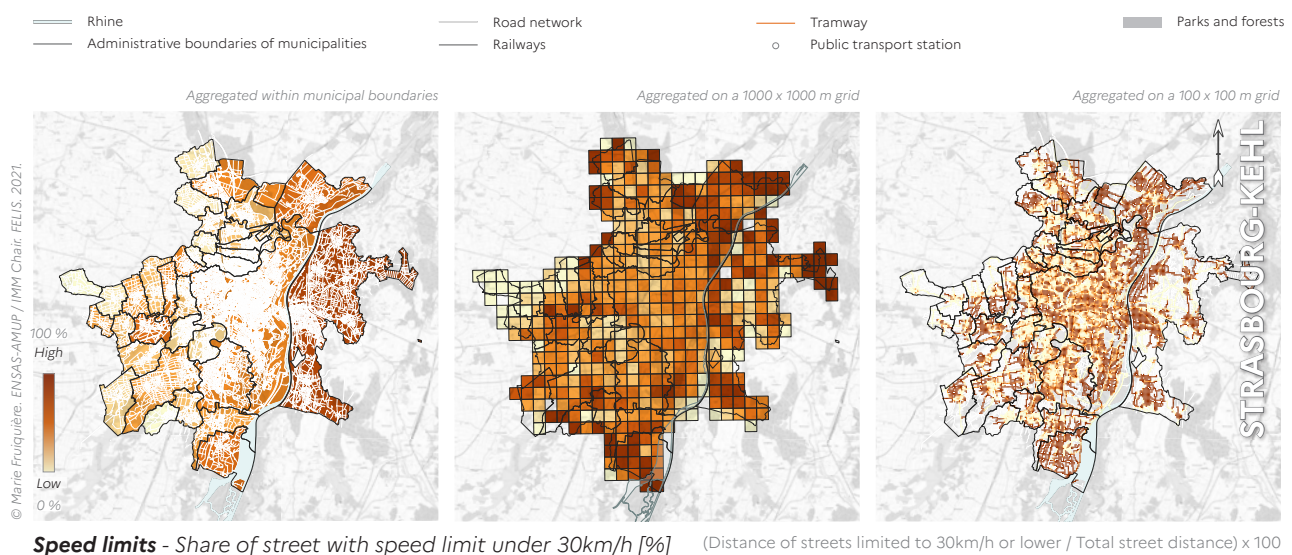 Rhine
Road network
Tramway
Parks and forests
Administrative boundaries of municipalities
Railways
Public transport station
Aggregated within municipal boundaries
Aggregated on a 1000 x 1000 m grid
Aggregated on a 100 x 100 m grid
© Marie Fruiquière. ENSAS-AMUP / IMM Chair. FELIS. 2021.
100 %
High
Low
0 %
STRASBOURG-KEHL
Speed limits - Share of street with speed limit under 30km/h [%]
(Distance of streets limited to 30km/h or lower / Total street distance) x 100